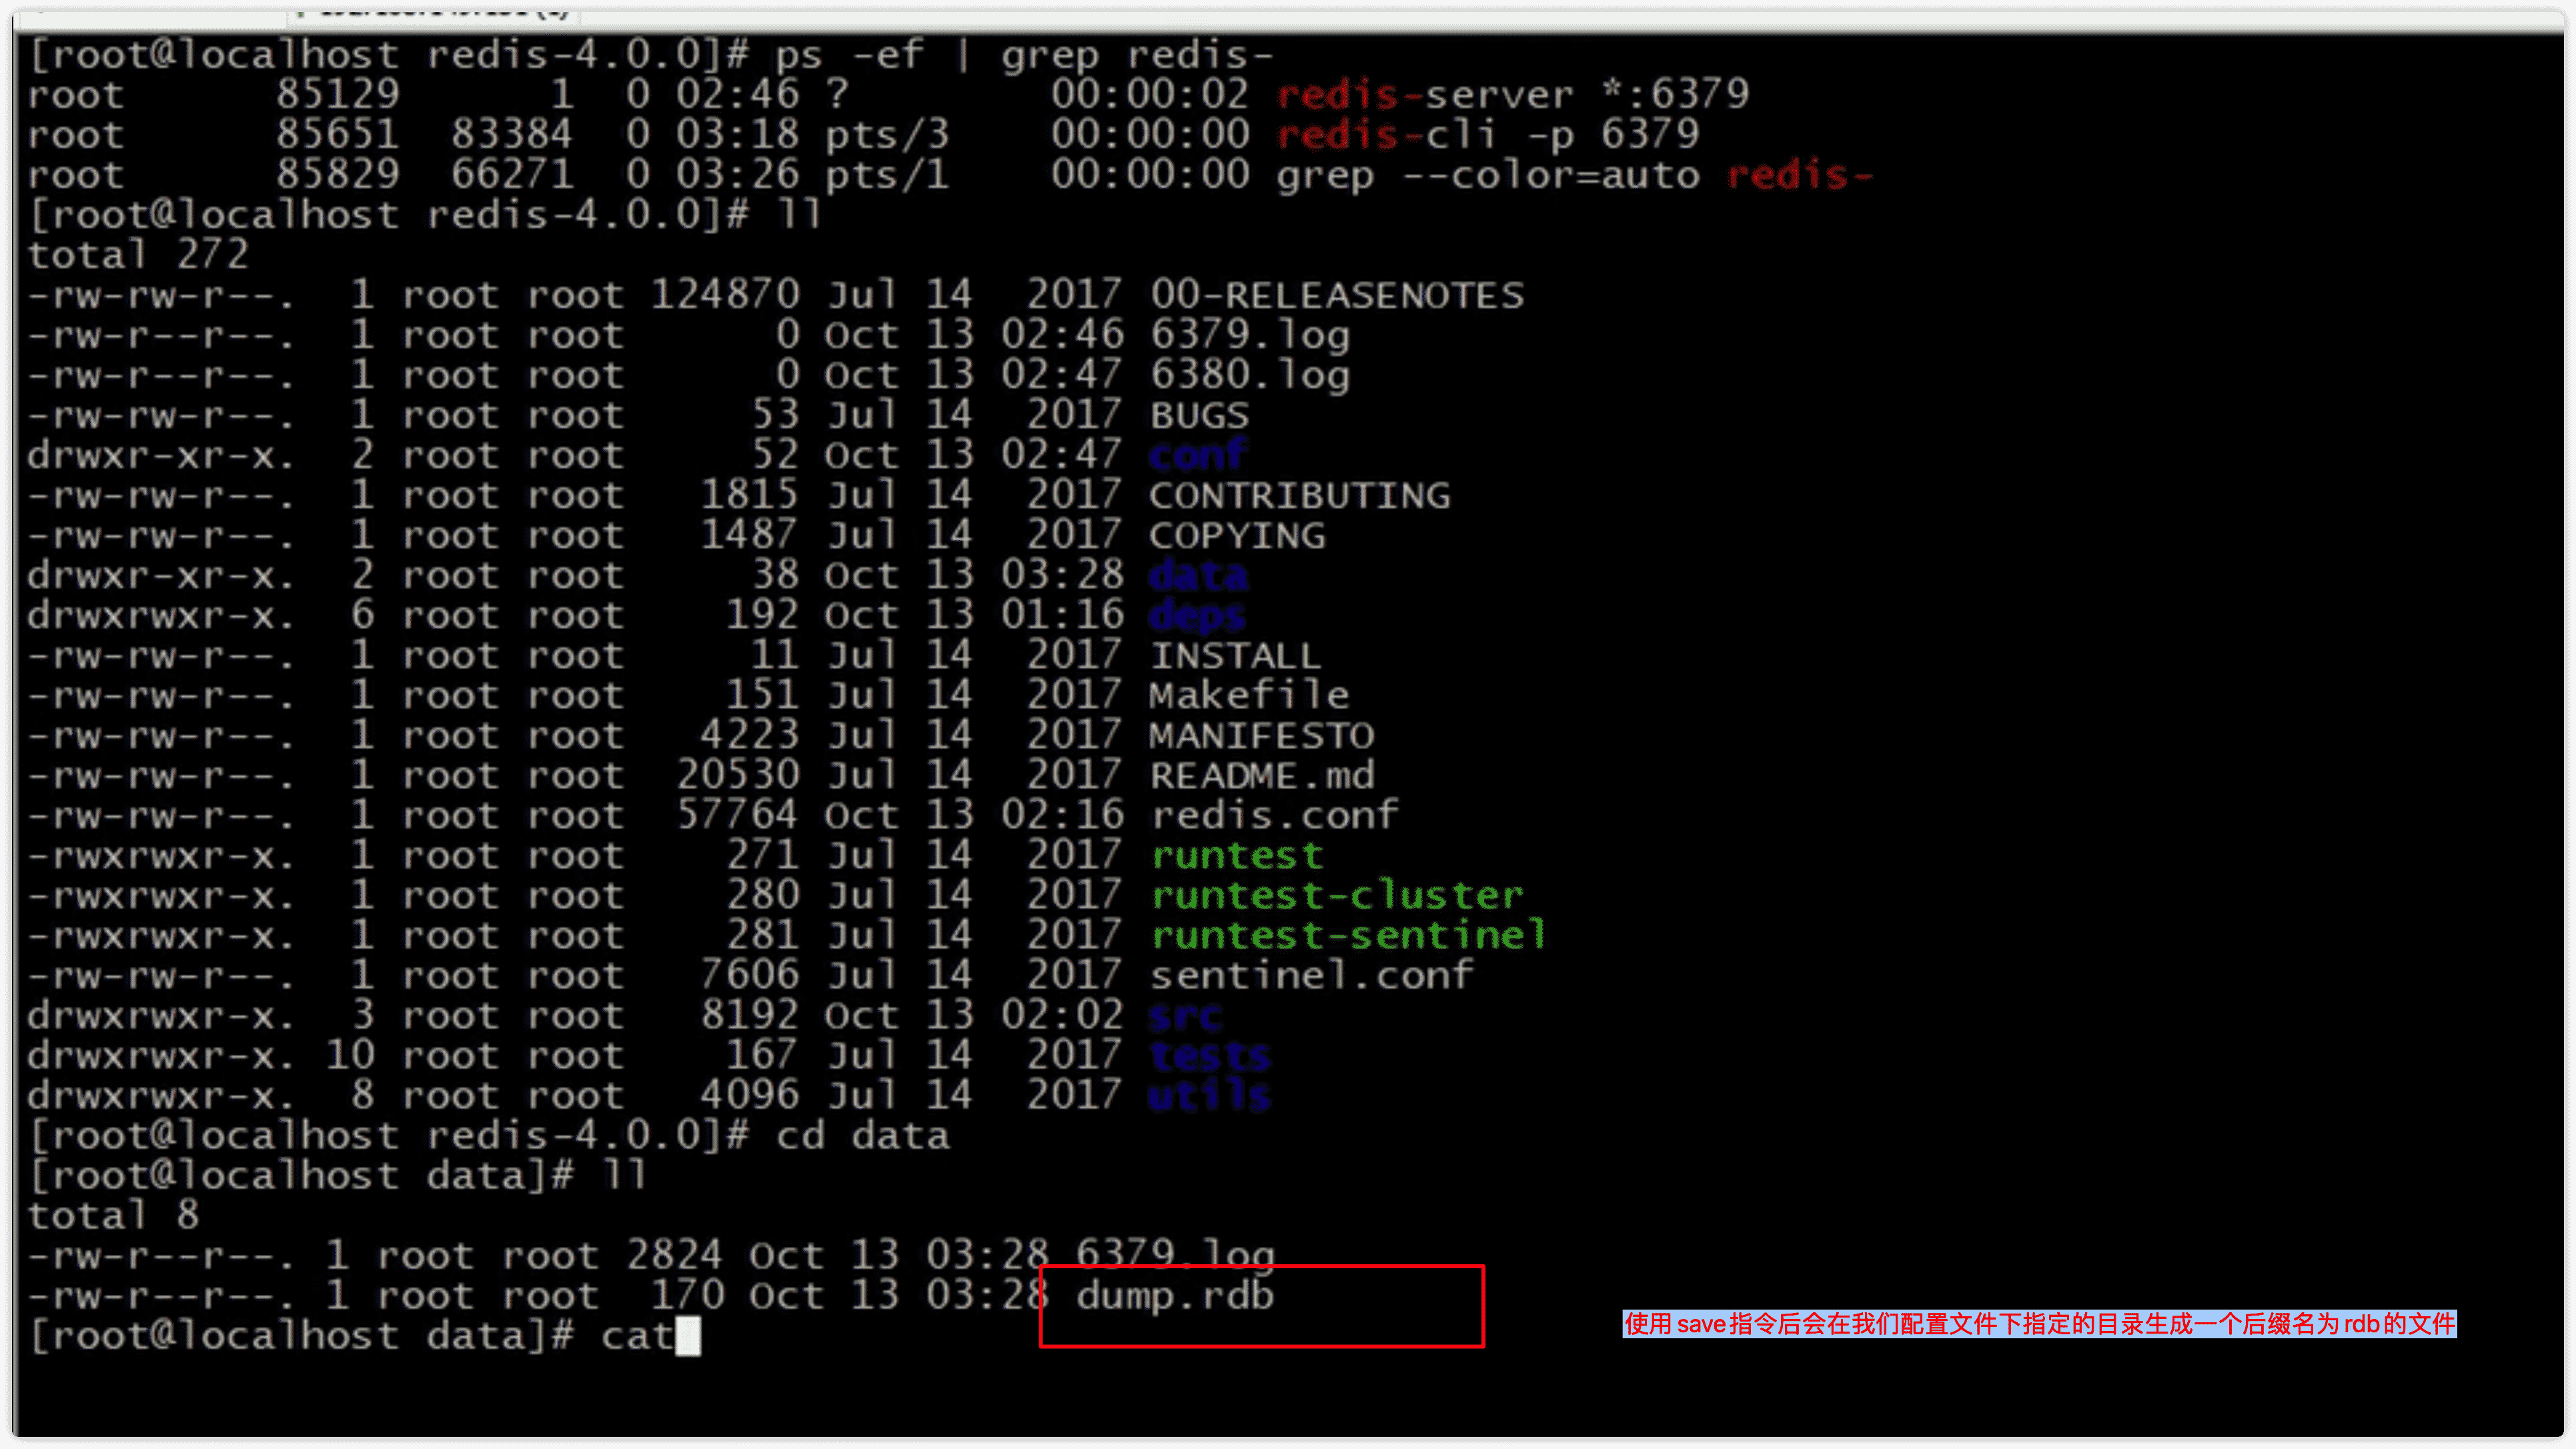 [root@localhost redis-4.0.0]# ps -ef | grep redis-
root 85129 1 0 02:46 ? 00:00:02 redis-server *:6379
root 85651 83384 0 03:18 pts/3 00:00:00 redis-cli -p 6379
root 85829 66271 0 03:26 pts/1 00:00:00 grep --color=auto redis-
[root@localhost redis-4.0.0]# ll
total 272
-rw-rw-r--. 1 root root 124870 Jul 14 2017 00-RELEASENOTES
-rw-r--r--. 1 root root 0 Oct 13 02:46 6379.log
-rw-r--r--. 1 root root 0 Oct 13 02:47 6380.log
-rw-rw-r--. 1 root root 53 Jul 14 2017 BUGS
drwxr-xr-x. 2 root root 52 Oct 13 02:47 conf
-rw-rw-r--. 1 root root 1815 Jul 14 2017 CONTRIBUTING
-rw-rw-r--. 1 root root 1487 Jul 14 2017 COPYING
drwxr-xr-x. 2 root root 38 Oct 13 03:28 data
drwxrwxr-x. 6 root root 192 Oct 13 01:16 deps
-rw-rw-r--. 1 root root 11 Jul 14 2017 INSTALL
-rw-rw-r--. 1 root root 151 Jul 14 2017 Makefile
-rw-rw-r--. 1 root root 4223 Jul 14 2017 MANIFESTO
-rw-rw-r--. 1 root root 20530 Jul 14 2017 README.md
-rw-rw-r--. 1 root root 57764 Oct 13 02:16 redis.conf
-rwxrwxr-x. 1 root root 271 Jul 14 2017 runtest
-rwxrwxr-x. 1 root root 280 Jul 14 2017 runtest-cluster
-rwxrwxr-x. 1 root root 281 Jul 14 2017 runtest-sentinel
-rw-rw-r--. 1 root root 7606 Jul 14 2017 sentinel.conf
drwxrwxr-x. 3 root root 8192 Oct 13 02:02 src
drwxrwxr-x. 10 root root 167 Jul 14 2017 tests
drwxrwxr-x. 8 root root 4096 Jul 14 2017 utils
[root@localhost redis-4.0.0]# cd data
[root@localhost data]# ll
total 8
-rw-r--r--. 1 root root 2824 Oct 13 03:28 6379.log
-rw-r--r--. 1 root root 170 Oct 13 03:28 dump.rdb
[root@localhost data]# cat
使用 save 指令后会在我们配置文件下指定的目录生成一个后缀名为 rdb 的文件